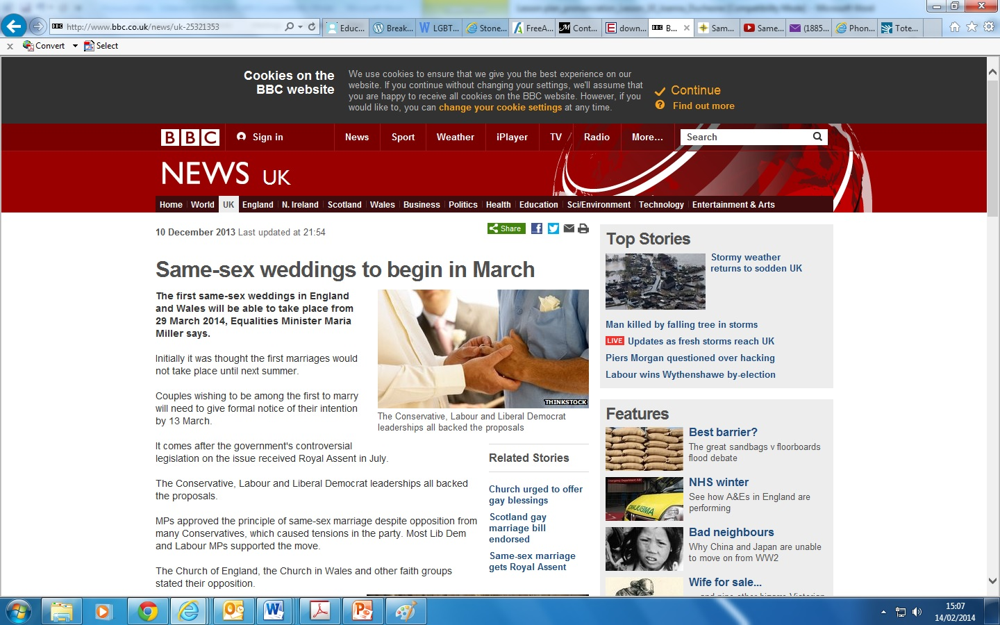 http://www.bbc.co.uk/news/uk-25321353
Educ...
Break...
LGBT...
Stone...
FreeA...
Cont...
down...
B...
Sam...
Same...
(1885...
Phon...
Tote...
x Convert Select
Cookies on the
BBC website
We use cookies to ensure that we give you the best experience on our
website. If you continue without changing your settings, we'll assume that
you are happy to receive all cookies on the BBC website. However, if you
would like to, you can change your cookie settings at any time.
Continue
Find out more
BBC Sign in News Sport Weather iPlayer TV Radio More... Search
NEWS UK
Home World UK England N. Ireland Scotland Wales Business Politics Health Education Sci/Environment Technology Entertainment & Arts
10 December 2013 Last updated at 21:54
Share
Same-sex weddings to begin in March
The first same-sex weddings in England
and Wales will be able to take place from
29 March 2014, Equalities Minister Maria
Miller says.
Initially it was thought the first marriages would
not take place until next summer.
Couples wishing to be among the first to marry
will need to give formal notice of their intention
by 13 March.
It comes after the government's controversial
legislation on the issue received Royal Assent in July.
The Conservative, Labour and Liberal Democrat leaderships all backed
the proposals.
MPs approved the principle of same-sex marriage despite opposition from
many Conservatives, which caused tensions in the party. Most Lib Dem
and Labour MPs supported the move.
The Church of England, the Church in Wales and other faith groups
stated their opposition.
THINKSTOCK
The Conservative, Labour and Liberal Democrat
leaderships all backed the proposals
Related Stories
Church urged to offer
gay blessings
Scotland gay
marriage bill
endorsed
Same-sex marriage
gets Royal Assent
Top Stories
Stormy weather
returns to sodden UK
Man killed by falling tree in storms
LIVE Updates as fresh storms reach UK
Piers Morgan questioned over hacking
Labour wins Wythenshawe by-election
Features
Best barrier?
The great sandbags v floorboards
flood debate
NHS winter
See how A&Es in England are
performing
Bad neighbours
Why China and Japan are unable
to move on from WW2
Wife for sale...
15:07
14/02/2014